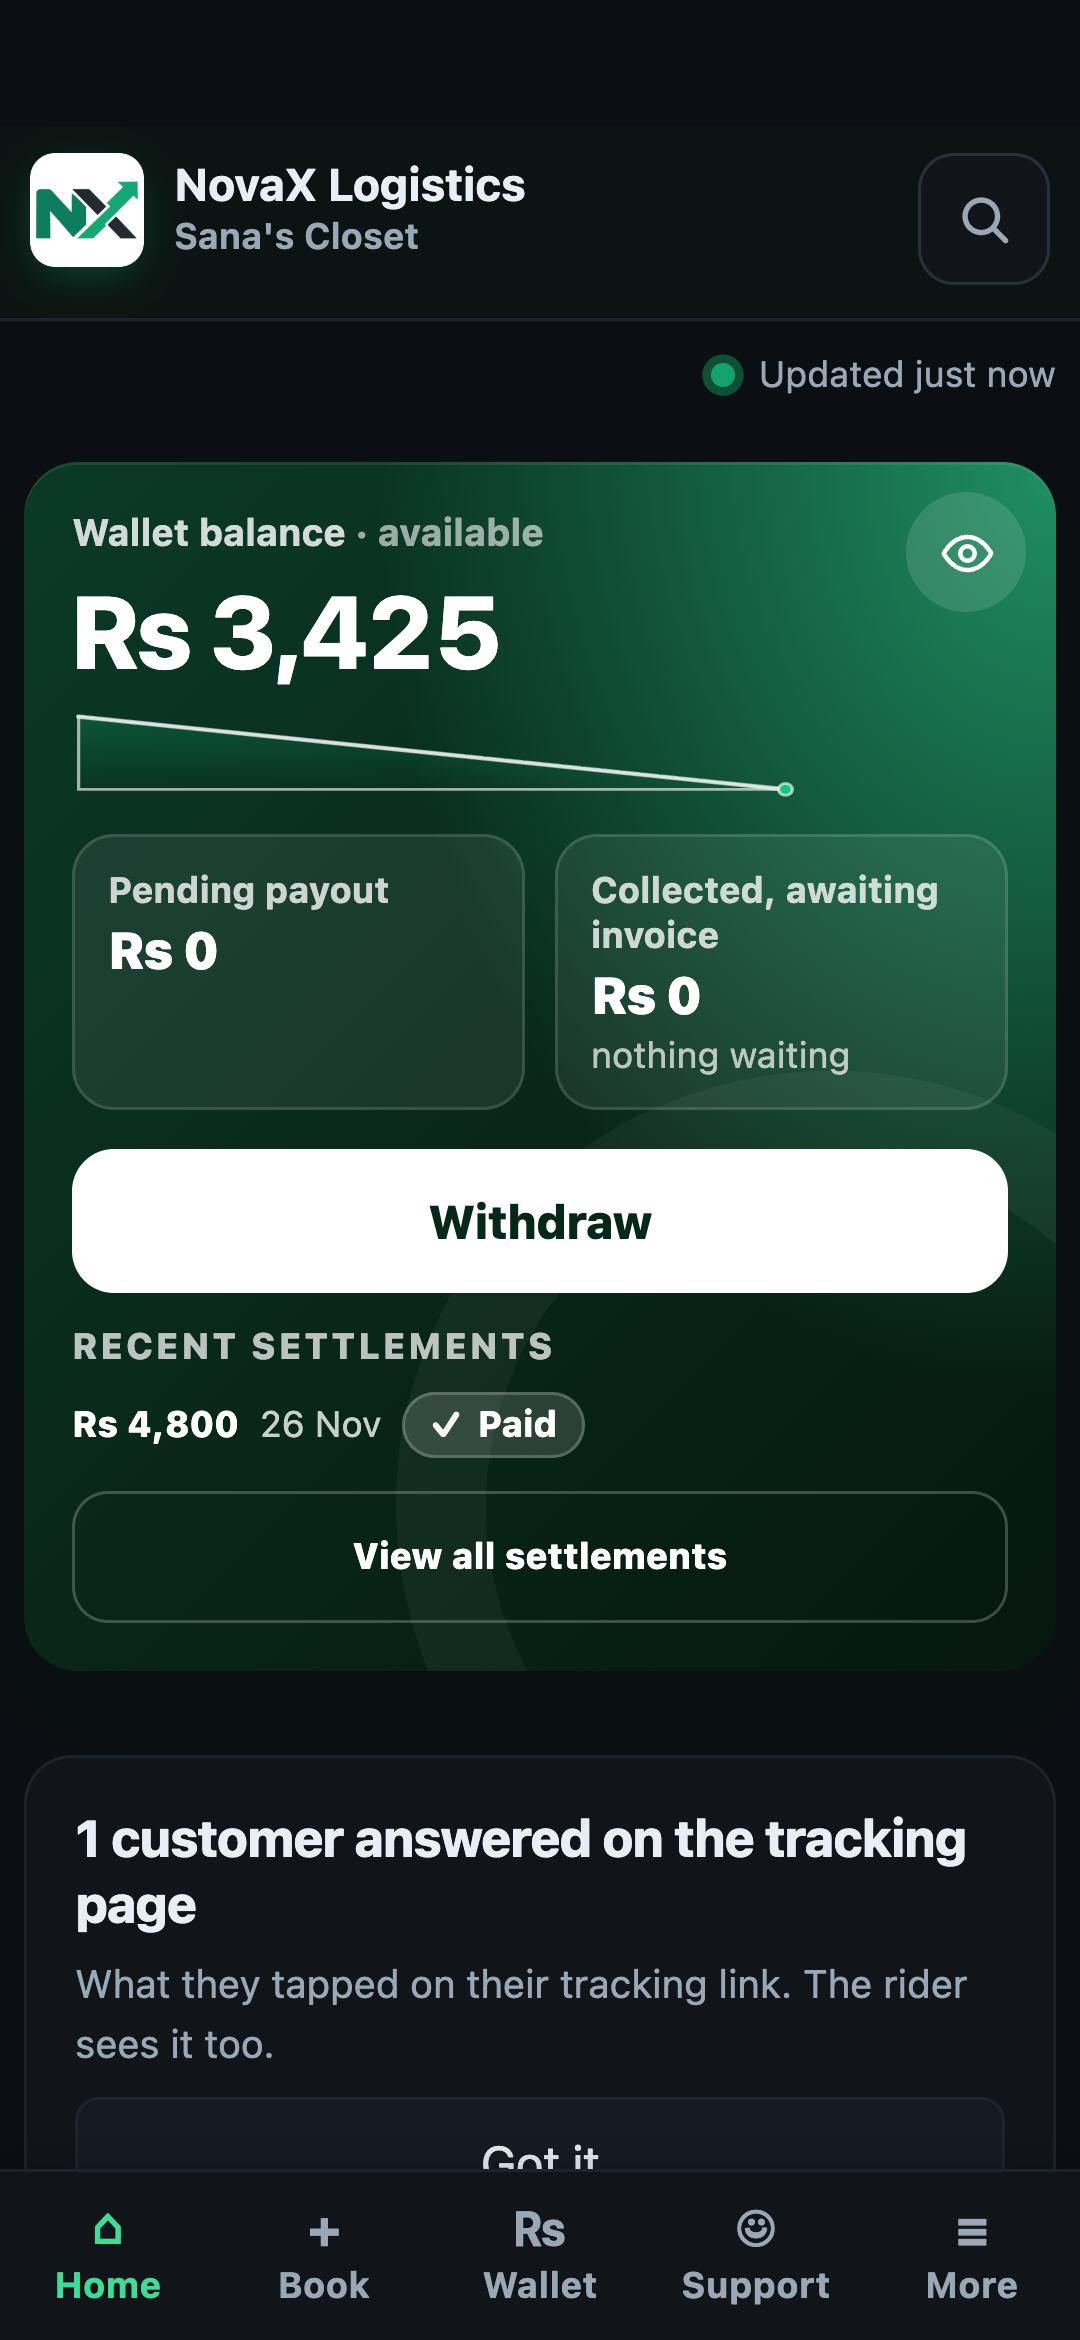 NX
NovaX Logistics
Sana's Closet
Updated just now
Wallet balance · available
Rs 3,425
Pending payout
Rs 0
Collected, awaiting
invoice
Rs 0
nothing waiting
Withdraw
RECENT SETTLEMENTS
Rs 4,800 26 Nov ✓ Paid
View all settlements
1 customer answered on the tracking
page
What they tapped on their tracking link. The rider
sees it too.
Got it
Rs
Home Book Wallet Support More